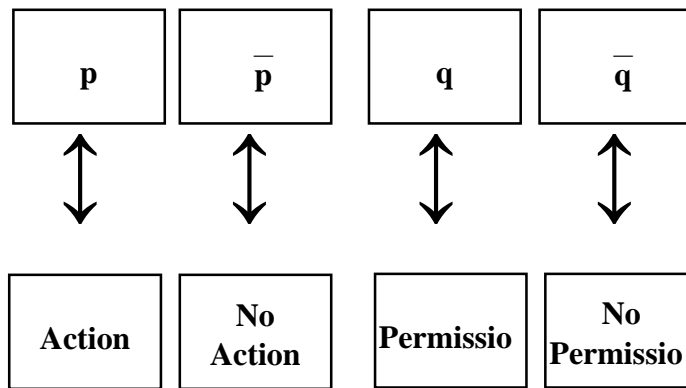 p
p̅
q
q̅
Action
No
Action
Permissio
No
Permissio